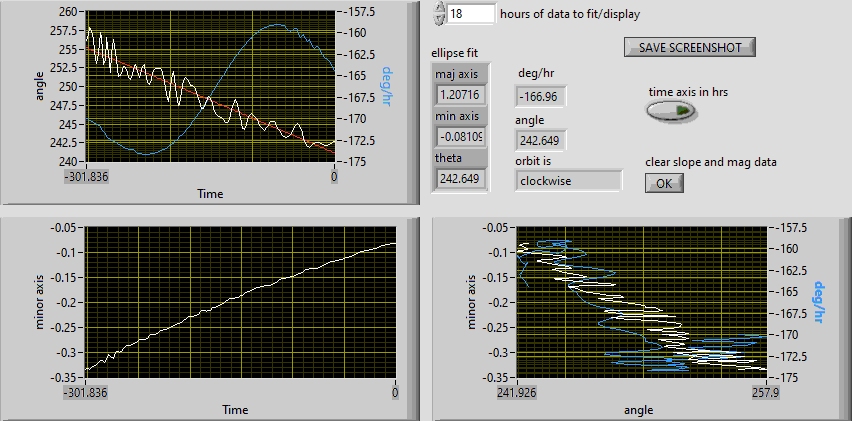 260
257.5
255
252.5
250
247.5
245
242.5
240
angle
-157.5
-160
-162.5
-165
-167.5
-170
-172.5
-175
deg/hr
-301.836
0
Time
18 hours of data to fit/display
SAVE SCREENSHOT
ellipse fit
maj axis
1.20716
min axis
-0.0810
theta
242.649
deg/hr
-166.96
angle
242.649
orbit is
clockwise
time axis in hrs
clear slope and mag data
OK
-0.05
-0.1
-0.15
-0.2
-0.25
-0.3
-0.35
minor axis
-301.836
0
Time
-0.05
-0.1
-0.15
-0.2
-0.25
-0.3
-0.35
minor axis
-157.5
-160
-162.5
-165
-167.5
-170
-172.5
-175
deg/hr
241.926
257.9
angle